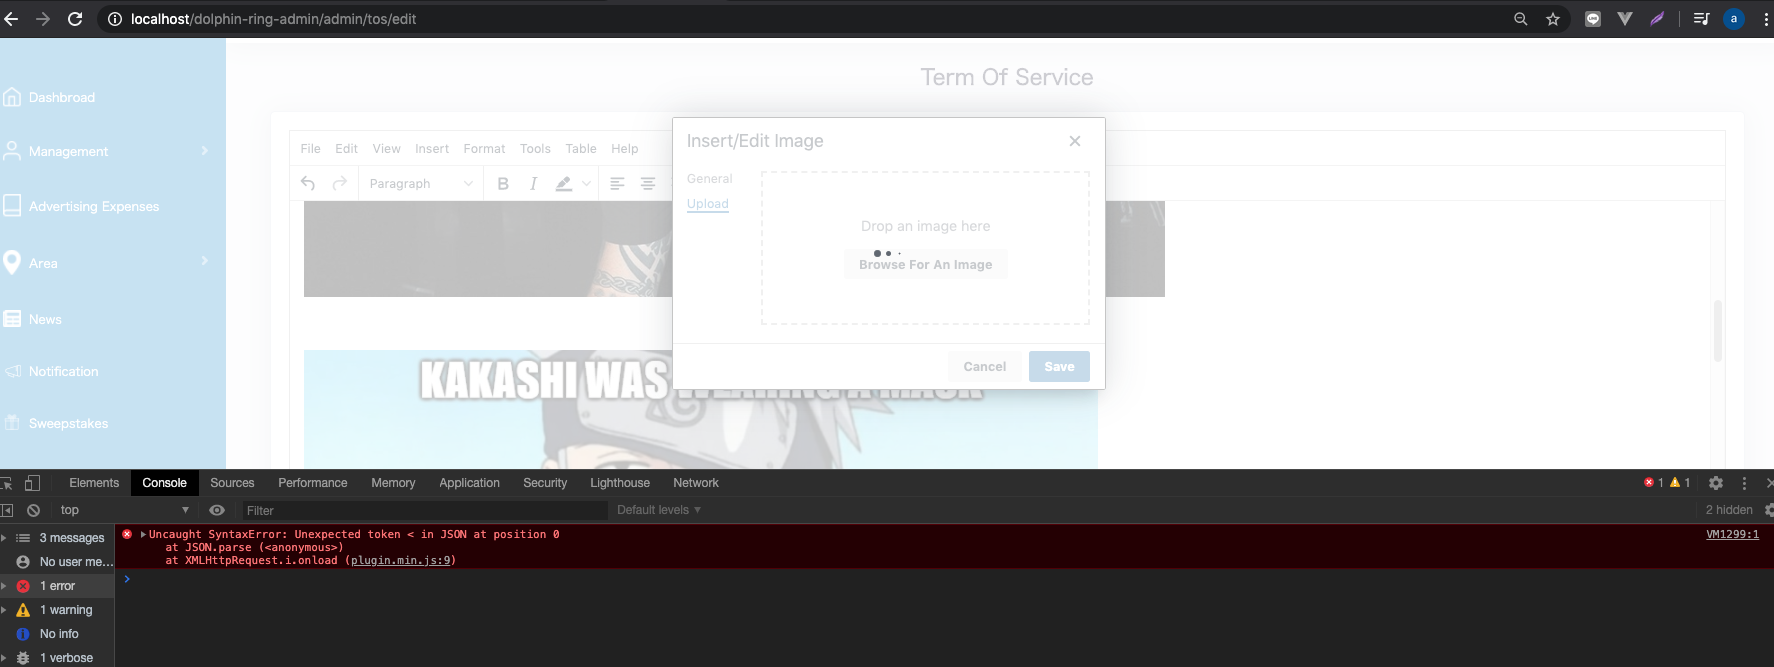 localhost/dolphin-ring-admin/admin/tos/edit
a
Term Of Service
Dashbroad
Management
Advertising Expenses
Area
News
Notification
Sweepstakes
File Edit View Insert Format Tools Table Help
Paragraph B I
Insert/Edit Image
General
Upload
Drop an image here
Browse For An Image
Cancel Save
KAKASHI WAS WEARING A MASK
Elements Console Sources Performance Memory Application Security Lighthouse Network 1 1
top Filter Default levels 2 hidden
3 messages
No user me...
1 error
1 warning
No info
1 verbose
Uncaught SyntaxError: Unexpected token < in JSON at position 0 VM1299:1
at JSON.parse (<anonymous>)
at XMLHttpRequest.i.onload (plugin.min.js:9)